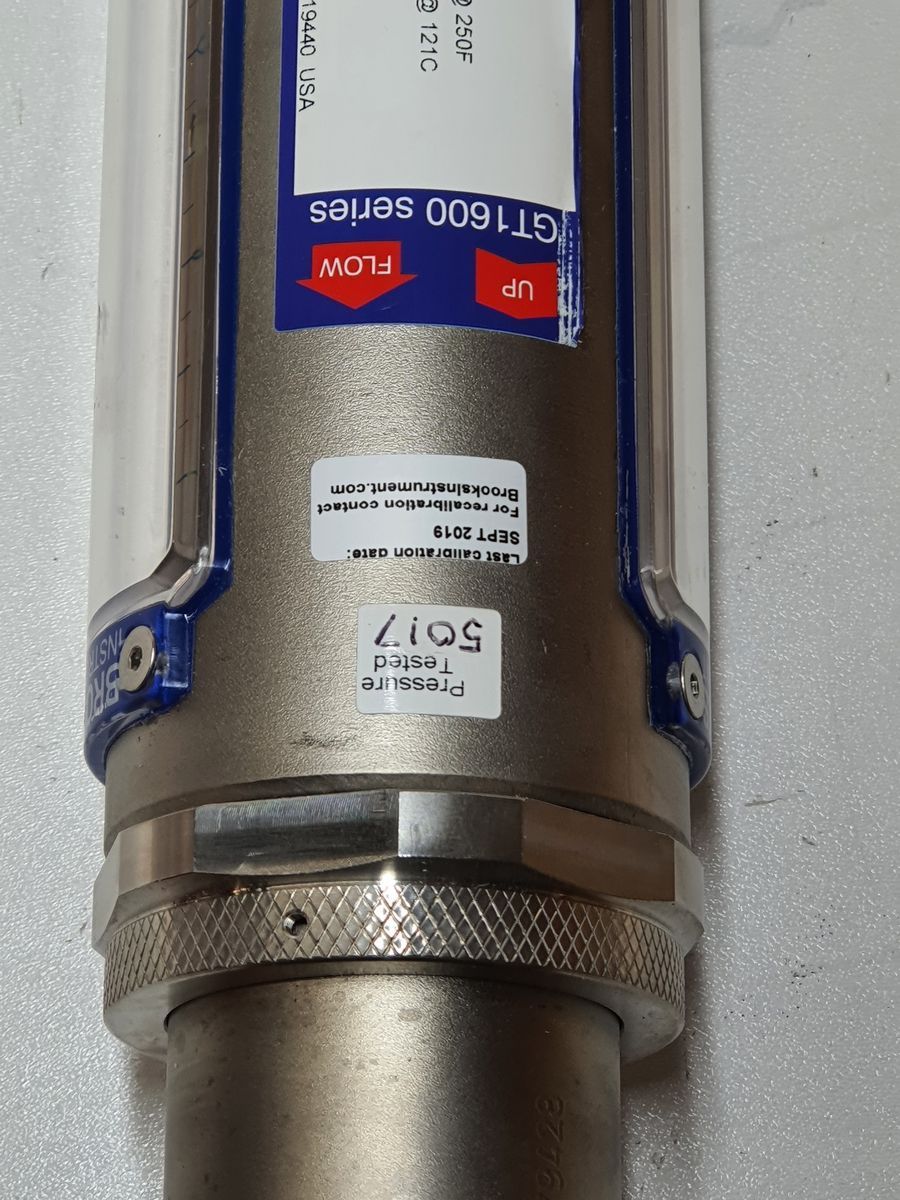 @ 250F
@ 121C
19440 USA
GT1600 series
UP
FLOW
Last calibration date:
SEPT 2019
For recalibration contact
BrooksInstrument.com
Pressure
Tested
5017